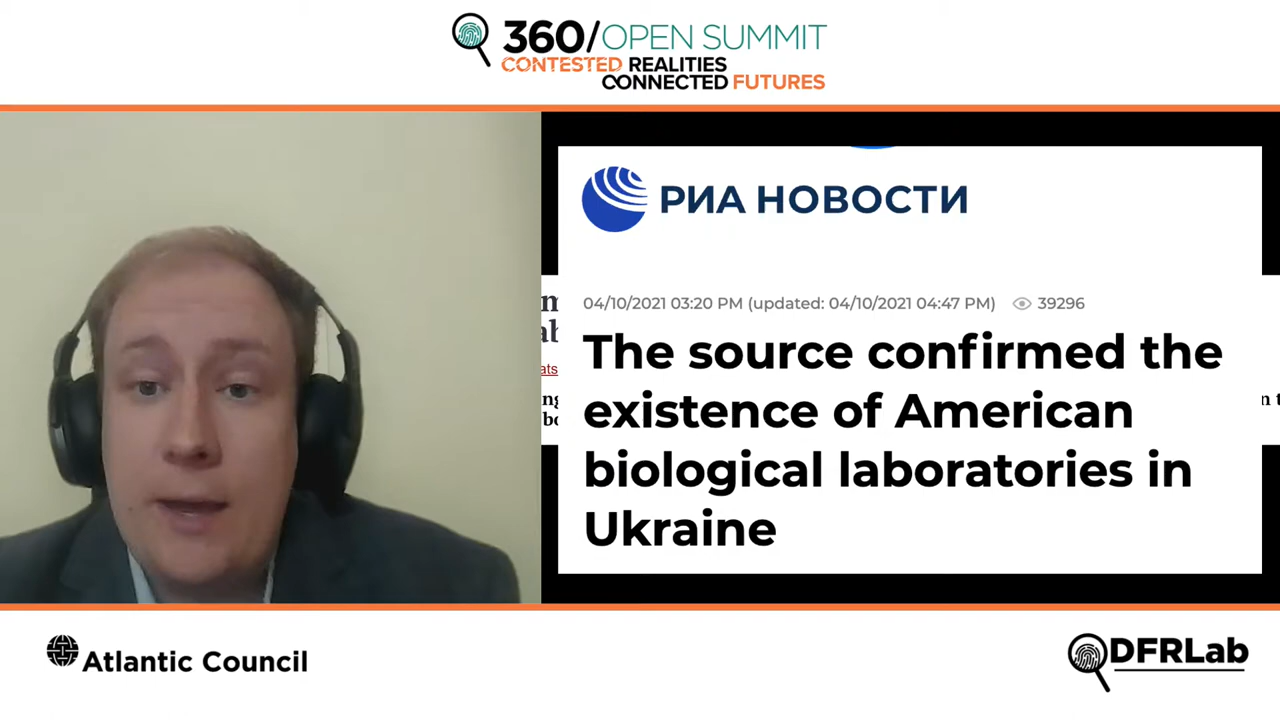 360/OPEN SUMMIT
CONTESTED REALITIES
CONNECTED FUTURES
РИА НОВОСТИ
04/10/2021 03:20 PM (updated: 04/10/2021 04:47 PM) 39296
The source confirmed the
existence of American
biological laboratories in
Ukraine
Atlantic Council
DFRLab